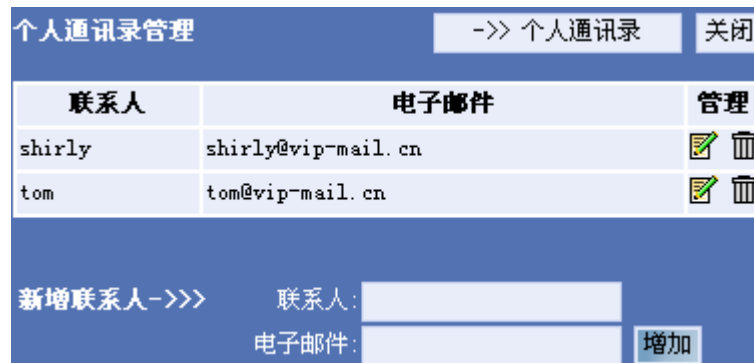 个人通讯录管理 ->> 个人通讯录 关闭
联系人 电子邮件 管理
shirly shirly@vip-mail.cn
tom tom@vip-mail.cn
新增联系人->>> 联系人:
电子邮件: 增加